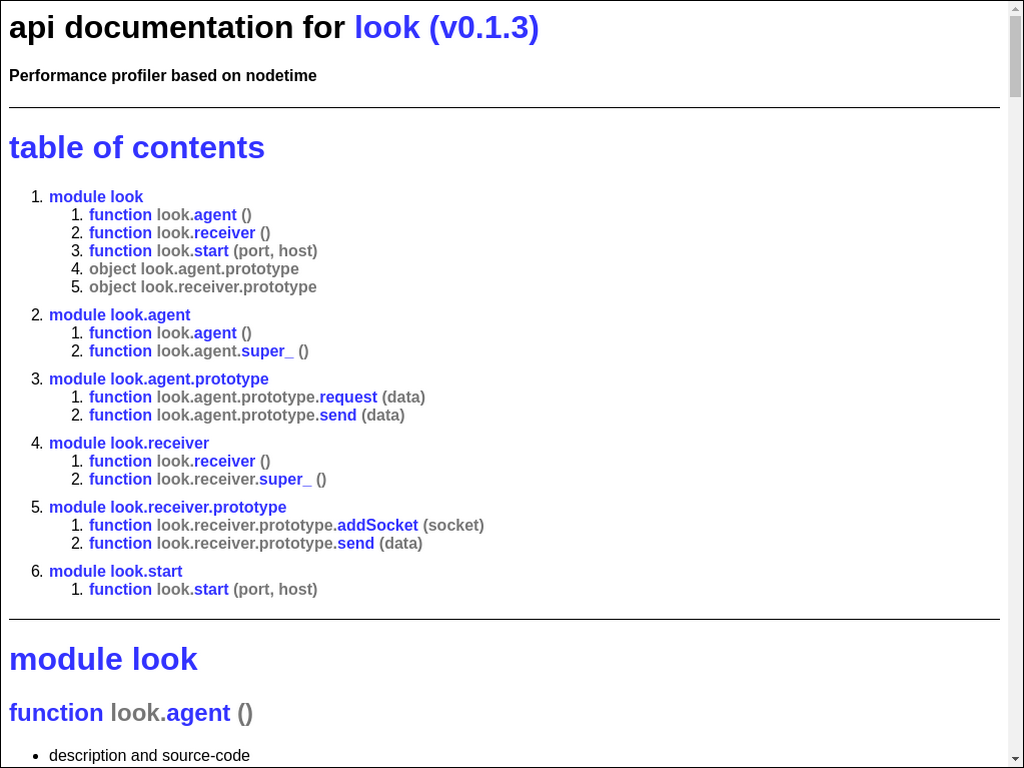 api documentation for look (v0.1.3)
Performance profiler based on nodetime
table of contents
1. module look
1. function look.agent ()
2. function look.receiver ()
3. function look.start (port, host)
4. object look.agent.prototype
5. object look.receiver.prototype
2. module look.agent
1. function look.agent ()
2. function look.agent.super_ ()
3. module look.agent.prototype
1. function look.agent.prototype.request (data)
2. function look.agent.prototype.send (data)
4. module look.receiver
1. function look.receiver ()
2. function look.receiver.super_ ()
5. module look.receiver.prototype
1. function look.receiver.prototype.addSocket (socket)
2. function look.receiver.prototype.send (data)
6. module look.start
1. function look.start (port, host)
module look
function look.agent ()
• description and source-code